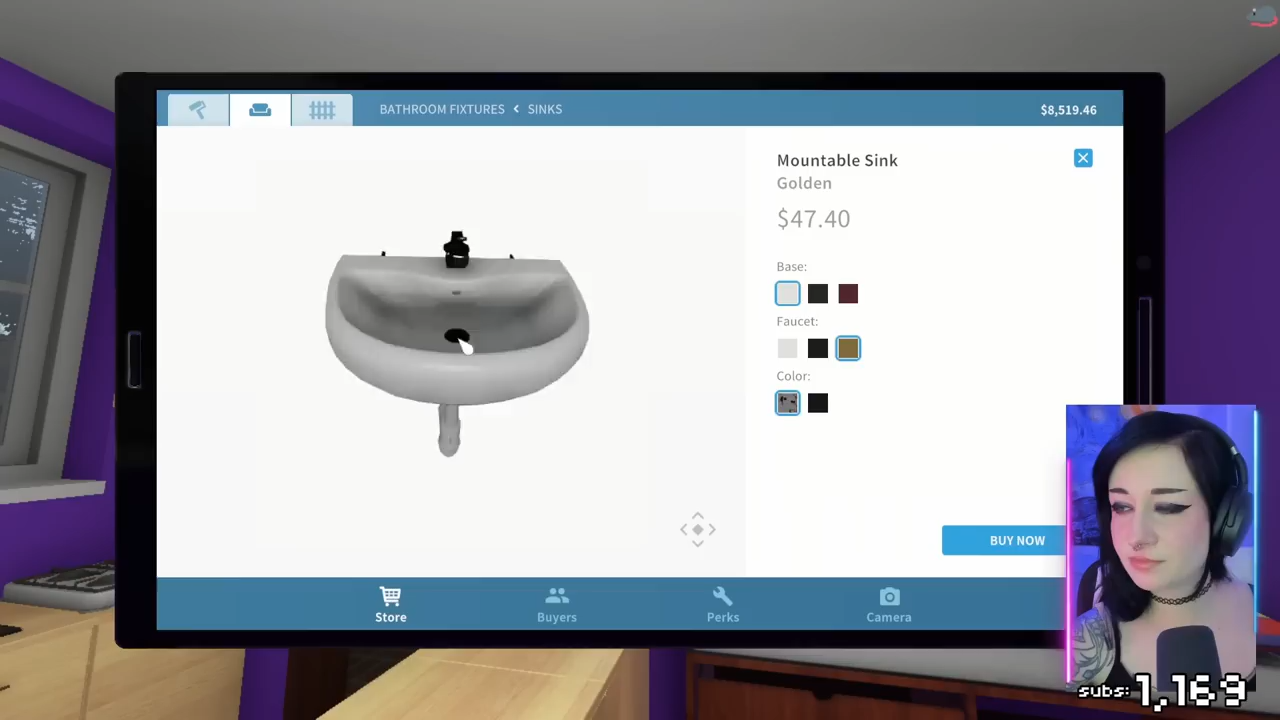 BATHROOM FIXTURES < SINKS
$8,519.46
Mountable Sink
Golden
$47.40
Base:
Faucet:
Color:
BUY NOW
Store
Buyers
Perks
Camera
subs: 1,169